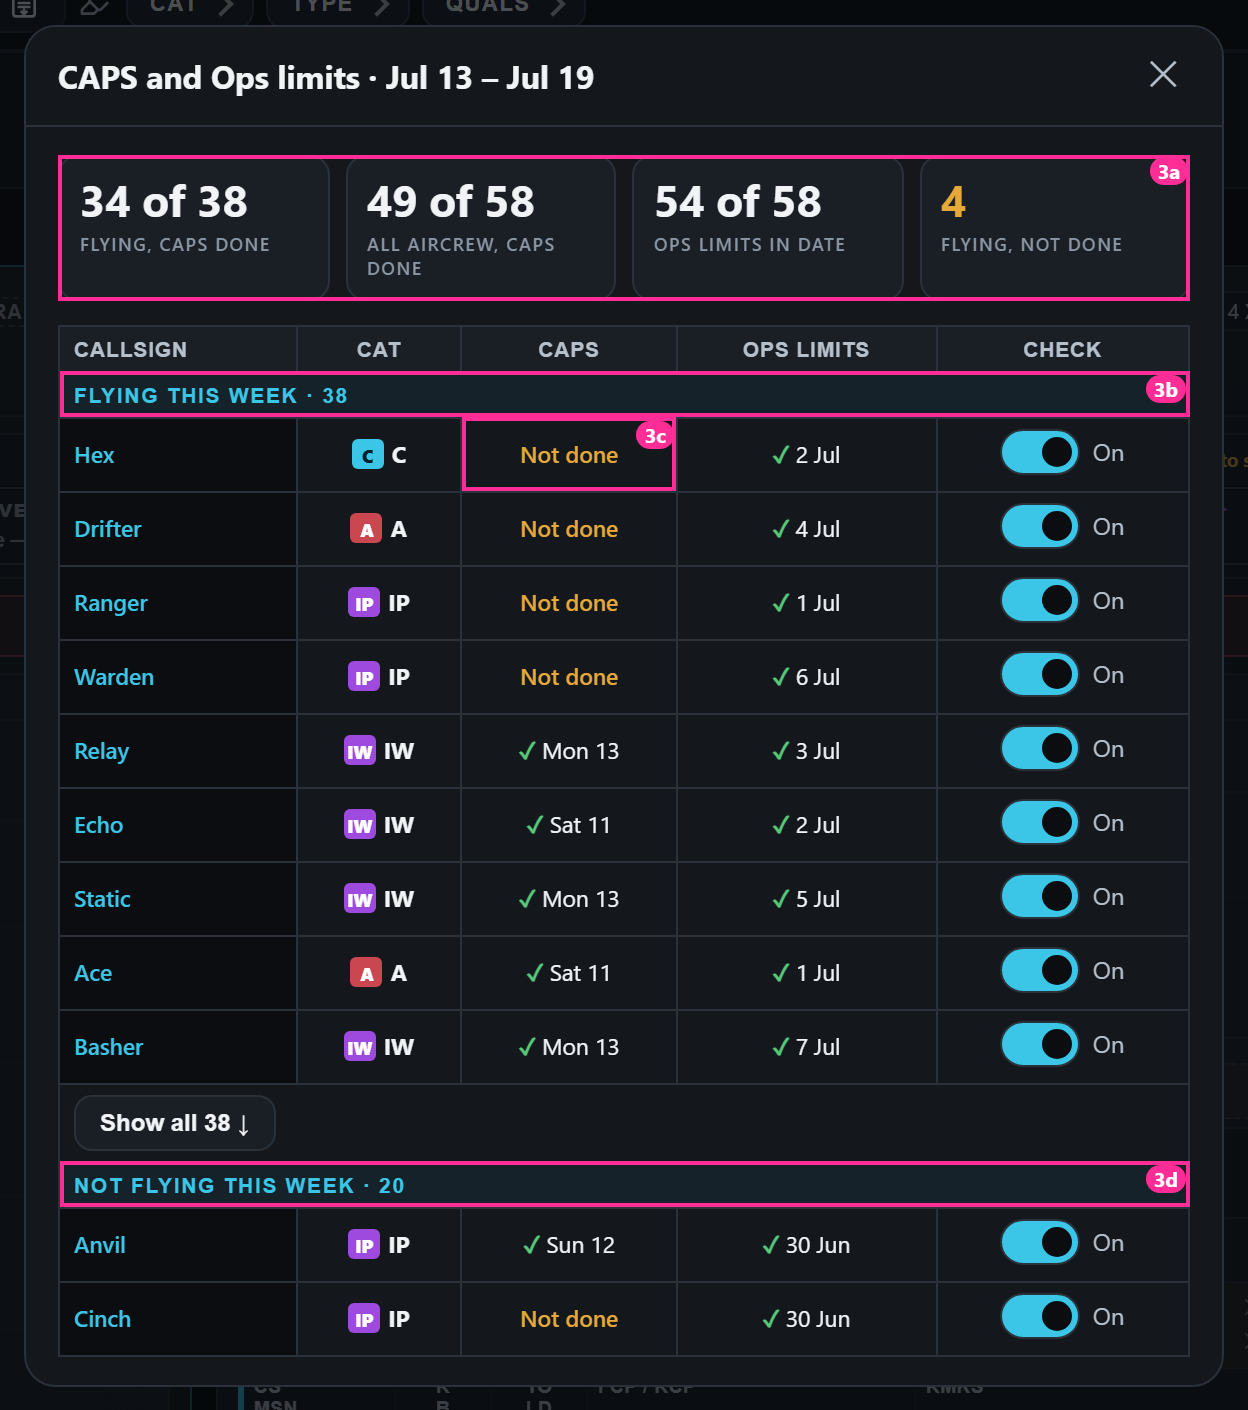 CAT
TYPE
QUALS
CAPS and Ops limits · Jul 13 – Jul 19
3a
34 of 38
FLYING, CAPS DONE
49 of 58
ALL AIRCREW, CAPS
DONE
54 of 58
OPS LIMITS IN DATE
4
FLYING, NOT DONE
CALLSIGN CAT CAPS OPS LIMITS CHECK
FLYING THIS WEEK · 38 3b
Hex C C Not done 3c ✓ 2 Jul On
Drifter A A Not done ✓ 4 Jul On
Ranger IP IP Not done ✓ 1 Jul On
Warden IP IP Not done ✓ 6 Jul On
Relay IW IW ✓ Mon 13 ✓ 3 Jul On
Echo IW IW ✓ Sat 11 ✓ 2 Jul On
Static IW IW ✓ Mon 13 ✓ 5 Jul On
Ace A A ✓ Sat 11 ✓ 1 Jul On
Basher IW IW ✓ Mon 13 ✓ 7 Jul On
Show all 38 ↓
NOT FLYING THIS WEEK · 20 3d
Anvil IP IP ✓ Sun 12 ✓ 30 Jun On
Cinch IP IP Not done ✓ 30 Jun On